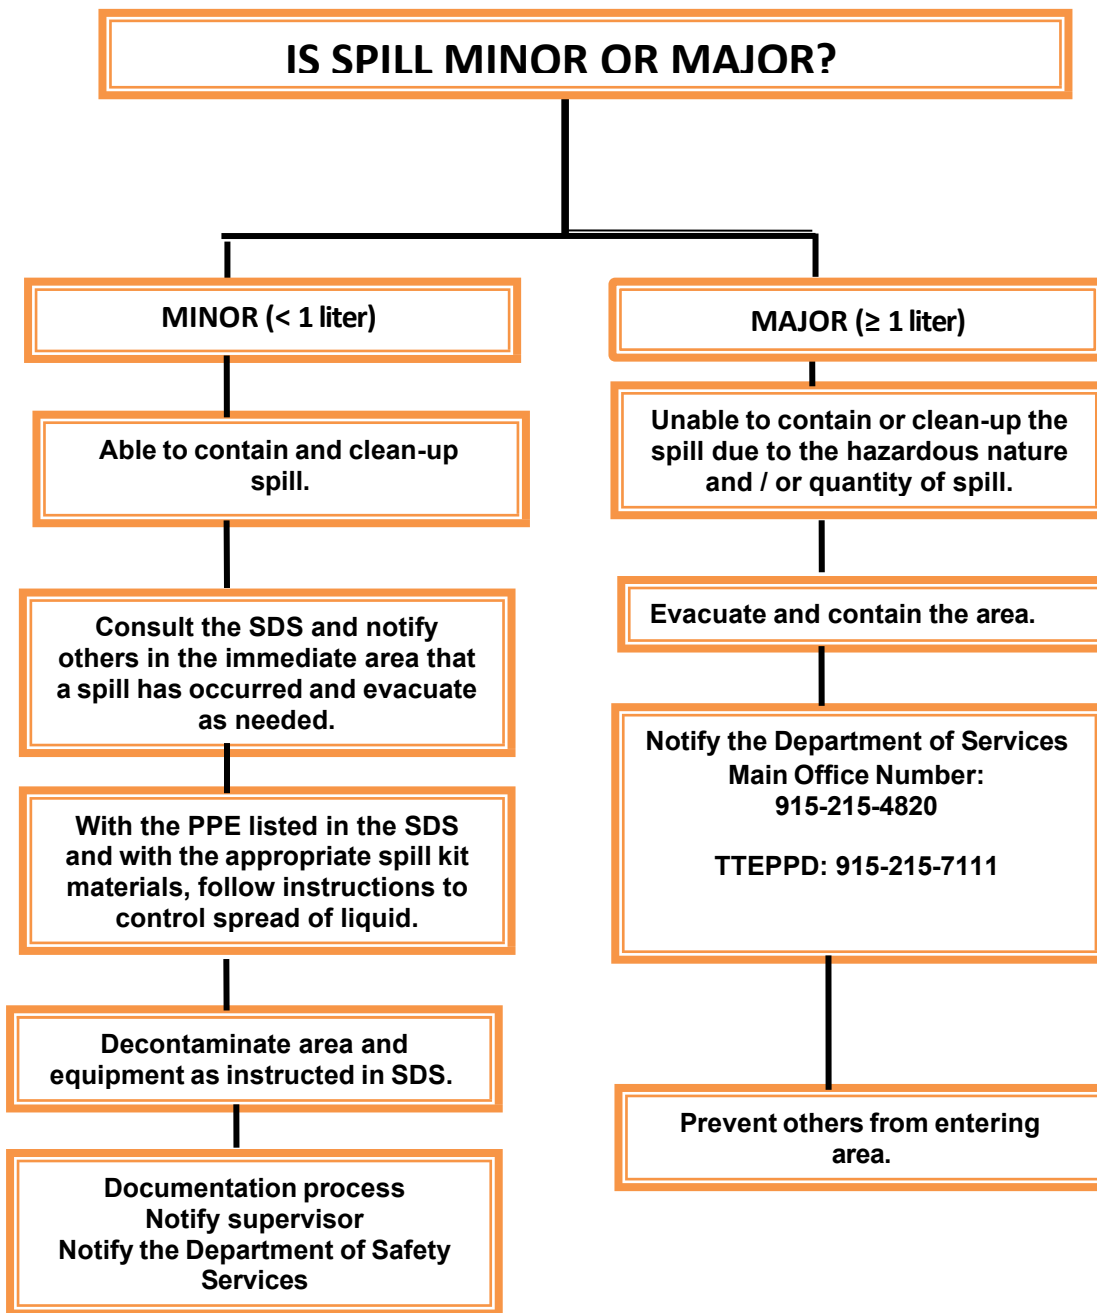 IS SPILL MINOR OR MAJOR?
MINOR (< 1 liter)
Able to contain and clean-up
spill.
Consult the SDS and notify
others in the immediate area that
a spill has occurred and evacuate
as needed.
With the PPE listed in the SDS
and with the appropriate spill kit
materials, follow instructions to
control spread of liquid.
Decontaminate area and
equipment as instructed in SDS.
Documentation process
Notify supervisor
Notify the Department of Safety
Services
MAJOR (≥ 1 liter)
Unable to contain or clean-up the
spill due to the hazardous nature
and / or quantity of spill.
Evacuate and contain the area.
Notify the Department of Services
Main Office Number:
915-215-4820
TTEPPD: 915-215-7111
Prevent others from entering
area.